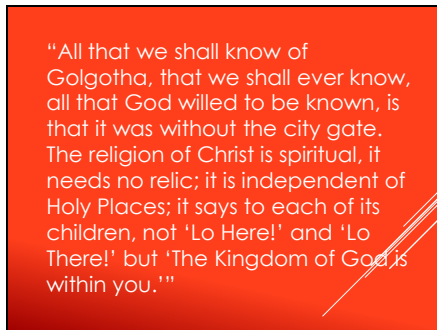 “All that we shall know of
Golgotha, that we shall ever know,
all that God willed to be known, is
that it was without the city gate.
The religion of Christ is spiritual, it
needs no relic; it is independent of
Holy Places; it says to each of its
children, not ‘Lo Here!’ and ‘Lo
There!’ but ‘The Kingdom of God is
within you.’”